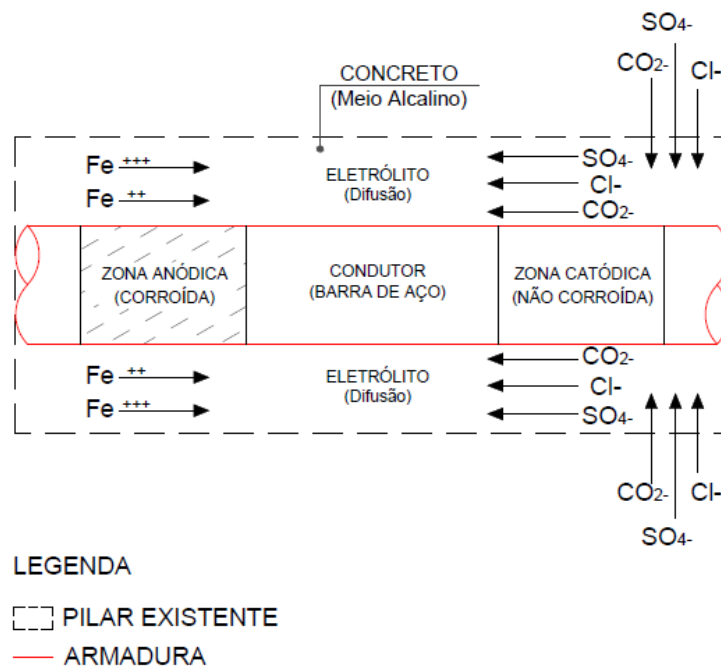 SO4-
CO2-
Cl-
CONCRETO
(Meio Alcalino)
Fe +++
Fe ++
ELETRÓLITO
(Difusão)
SO4-
Cl-
CO2-
ZONA ANÓDICA
(CORROÍDA)
CONDUTOR
(BARRA DE AÇO)
ZONA CATÓDICA
(NÃO CORROÍDA)
Fe ++
Fe +++
ELETRÓLITO
(Difusão)
CO2-
Cl-
SO4-
CO2-
Cl-
SO4-
LEGENDA
PILAR EXISTENTE
ARMADURA